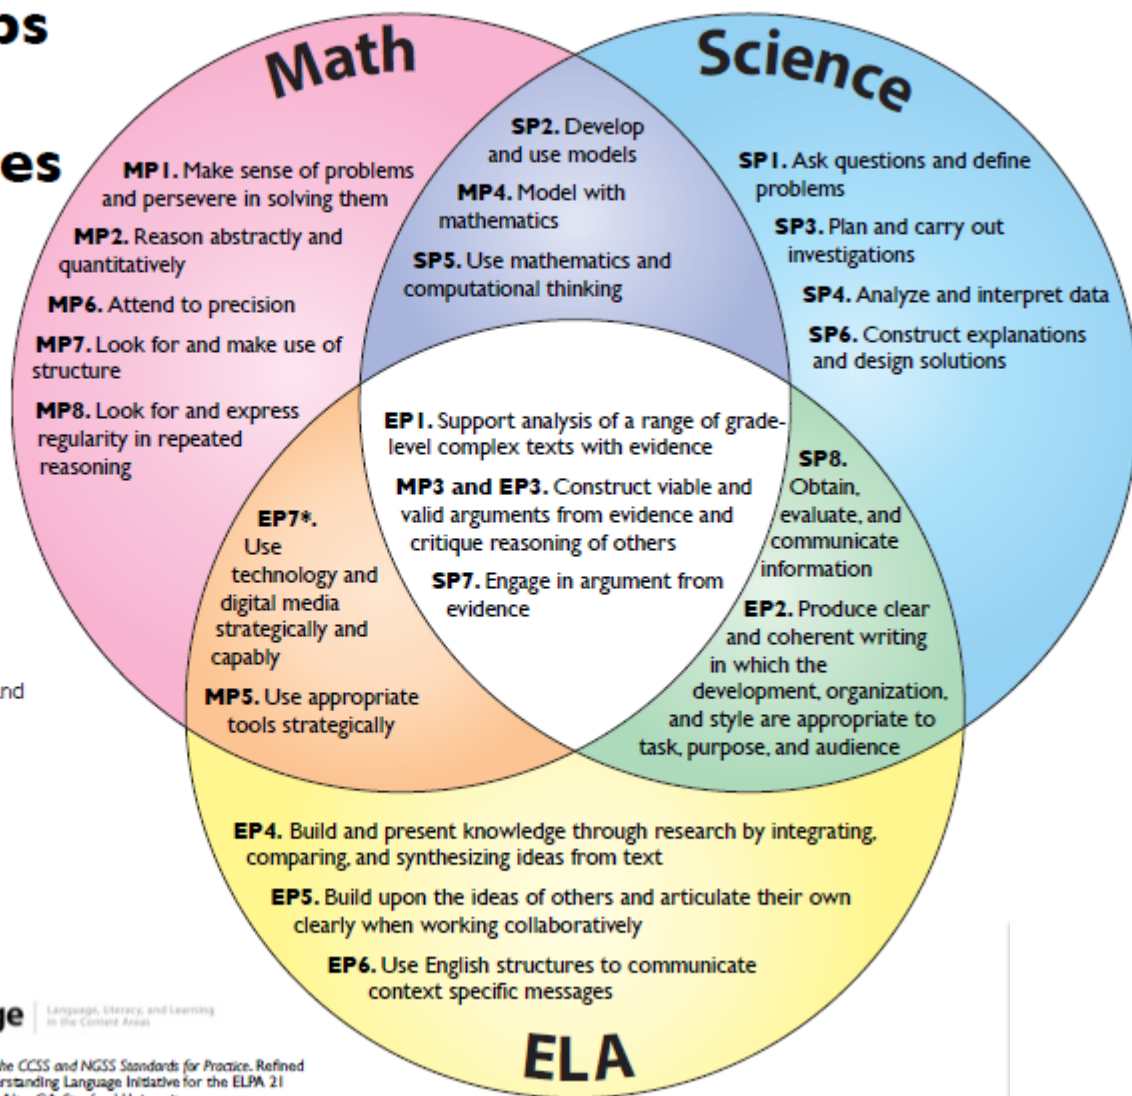 ps
es
Math
MP1. Make sense of problems
and persevere in solving them
MP2. Reason abstractly and
quantitatively
MP6. Attend to precision
MP7. Look for and make use of
structure
MP8. Look for and express
regularity in repeated
reasoning
SP2. Develop
and use models
MP4. Model with
mathematics
SP5. Use mathematics and
computational thinking
Science
SP1. Ask questions and define
problems
SP3. Plan and carry out
investigations
SP4. Analyze and interpret data
SP6. Construct explanations
and design solutions
EP1. Support analysis of a range of grade-
level complex texts with evidence
MP3 and EP3. Construct viable and
valid arguments from evidence and
critique reasoning of others
SP7. Engage in argument from
evidence
EP7*.
Use
technology and
digital media
strategically and
capably
MP5. Use appropriate
tools strategically
SP8.
Obtain,
evaluate, and
communicate
information
EP2. Produce clear
and coherent writing
in which the
development, organization,
and style are appropriate to
task, purpose, and audience
nd
EP4. Build and present knowledge through research by integrating,
comparing, and synthesizing ideas from text
EP5. Build upon the ideas of others and articulate their own
clearly when working collaboratively
EP6. Use English structures to communicate
context specific messages
ELA
ge
Language, Literacy, and Learning
in the Content Areas
he CCSS and NGSS Standards for Practice. Refined
rstanding Language Initiative for the ELPA 21